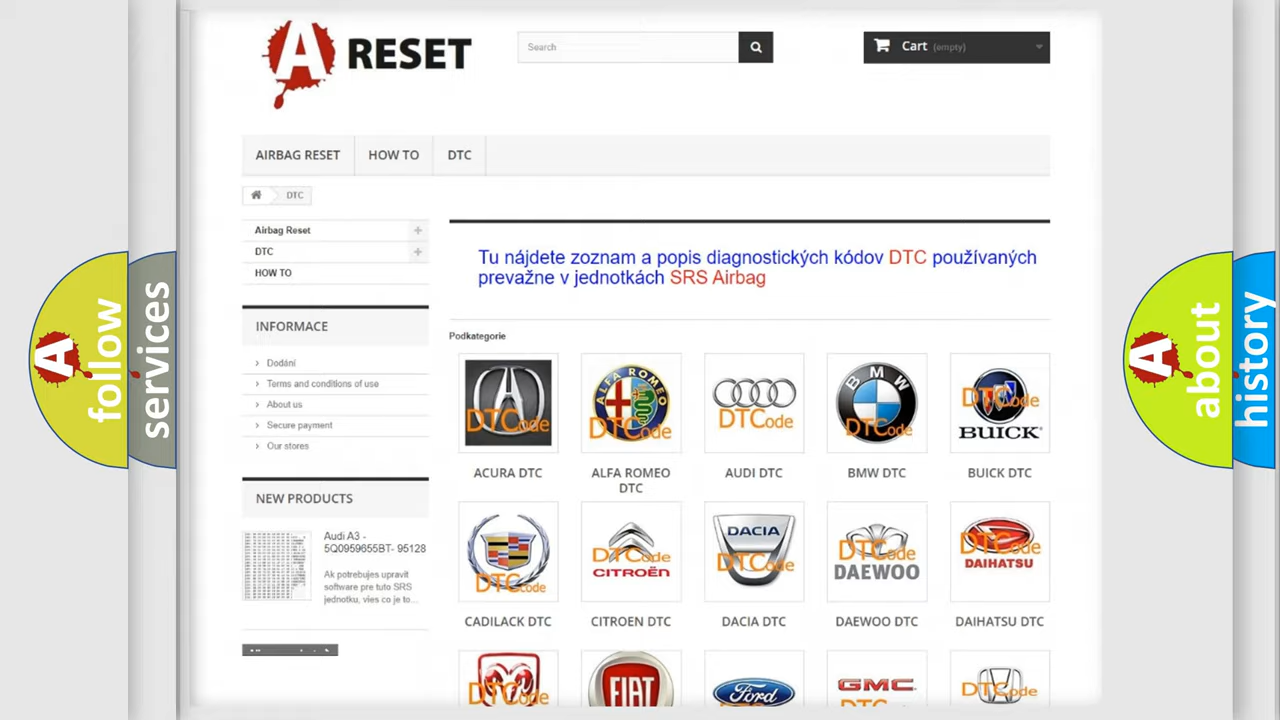 A RESET
Search
Cart (empty)
AIRBAG RESET
HOW TO
DTC
DTC
Airbag Reset
DTC
HOW TO
INFORMACE
Dodání
Terms and conditions of use
About us
Secure payment
Our stores
NEW PRODUCTS
Audi A3 -
5Q0959655BT- 95128
Ak potrebujes upravit
software pre tuto SRS
jednotku, vies co je to...
Tu nájdete zoznam a popis diagnostických kódov DTC používaných
prevažne v jednotkách SRS Airbag
Podkategorie
DTCode
ALFA ROMEO
DTCode
DTCode
BMW
DTCode
DTCode
BUICK
ACURA DTC
ALFA ROMEO
DTC
AUDI DTC
BMW DTC
BUICK DTC
DTCode
DTCode
CITROËN
DACIA
DTCode
DTCode
DAEWOO
DTCode
DAIHATSU
CADILACK DTC
CITROEN DTC
DACIA DTC
DAEWOO DTC
DAIHATSU DTC
DTCode
FIAT
Ford
GMC
DTCode
A follow
services
A about
history